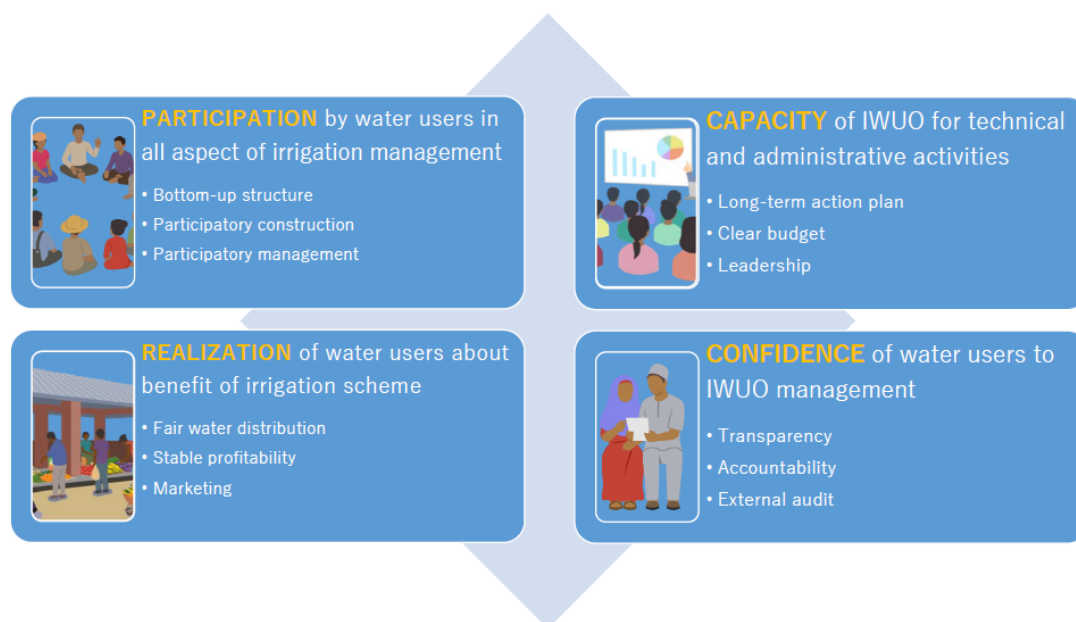 PARTICIPATION by water users in
all aspect of irrigation management
• Bottom-up structure
• Participatory construction
• Participatory management
CAPACITY of IWUO for technical
and administrative activities
• Long-term action plan
• Clear budget
• Leadership
REALIZATION of water users about
benefit of irrigation scheme
• Fair water distribution
• Stable profitability
• Marketing
CONFIDENCE of water users to
IWUO management
• Transparency
• Accountability
• External audit